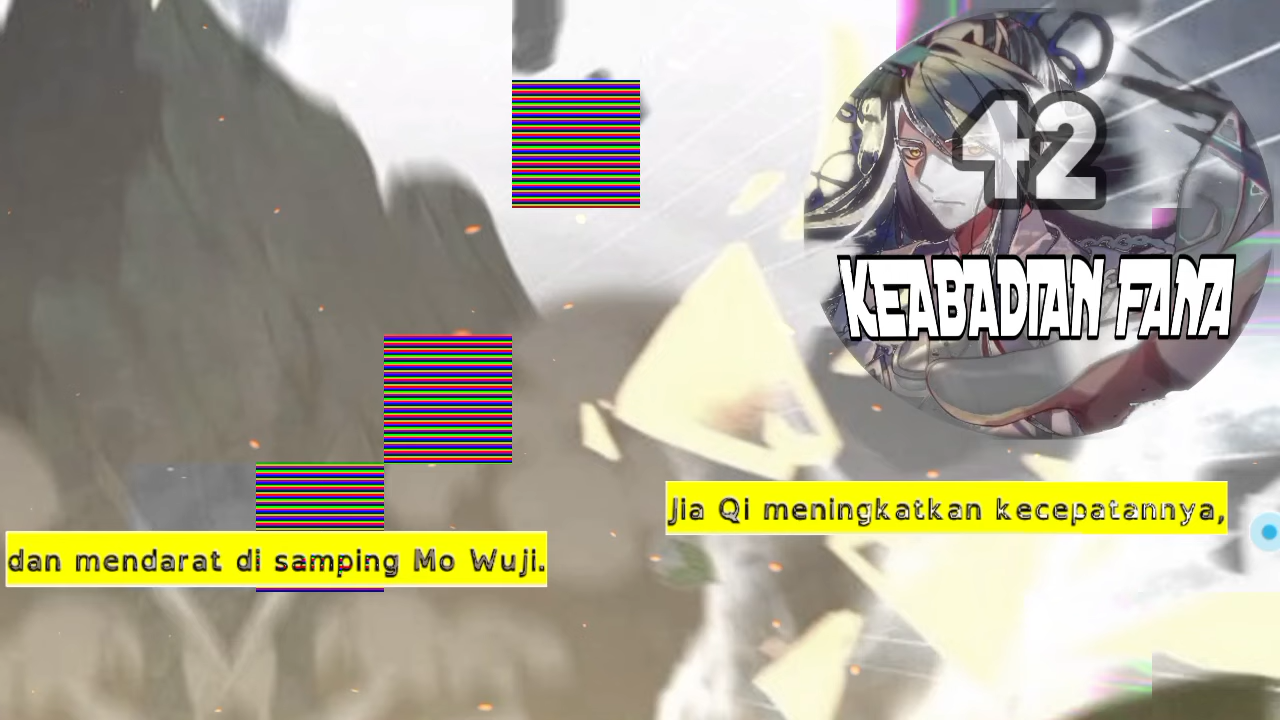 42
KEABADIAN FANA
Jia Qi meningkatkan kecepatannya,
dan mendarat di samping Mo Wuji.